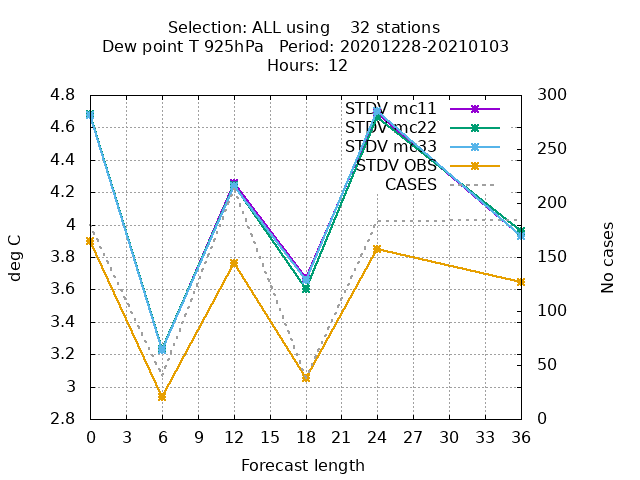 Selection: ALL using    32 stations
Dew point T 925hPa   Period: 20201228-20210103
Hours:  12
4.8
4.6
4.4
4.2
4
3.8
3.6
3.4
3.2
3
2.8
deg C
STDV mc11
STDV mc22
STDV mc33
STDV OBS
CASES
300
250
200
150
100
50
0
No cases
0 3 6 9 12 15 18 21 24 27 30 33 36
Forecast length